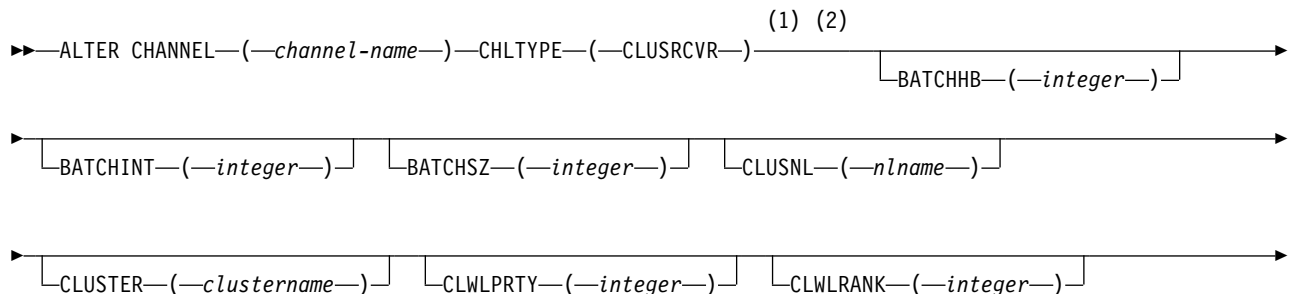 (1) (2)
ALTER CHANNEL ( channel-name ) CHLTYPE ( CLUSRCVR )
BATCHHB ( integer )
BATCHINT ( integer ) BATCHSZ ( integer ) CLUSNL ( nlname )
CLUSTER ( clustername ) CLWLPRTY ( integer ) CLWLRANK ( integer )